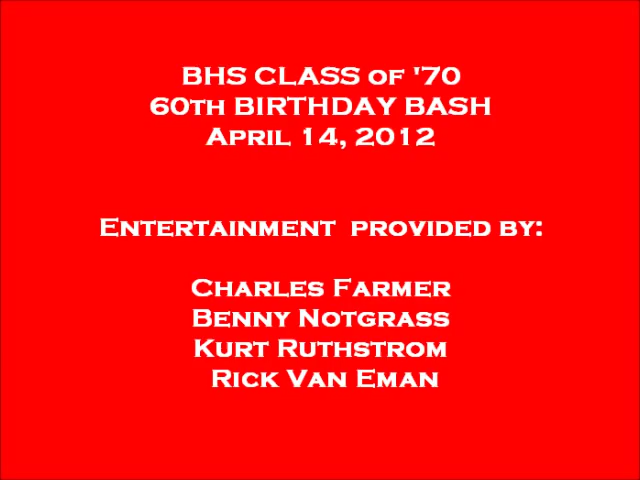 BHS CLASS of '70
60th BIRTHDAY BASH
April 14, 2012
Entertainment provided by:
Charles Farmer
Benny Notgrass
Kurt Ruthstrom
Rick Van Eman